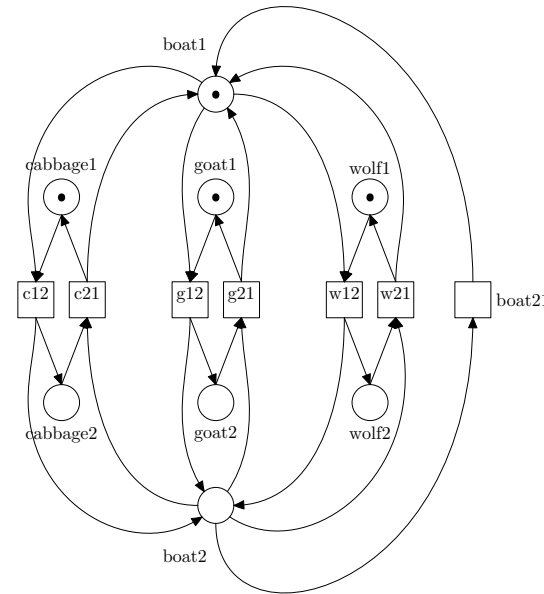 boat1
cabbage1
goat1
wolf1
c12
c21
g12
g21
w12
w21
boat21
cabbage2
goat2
wolf2
boat2